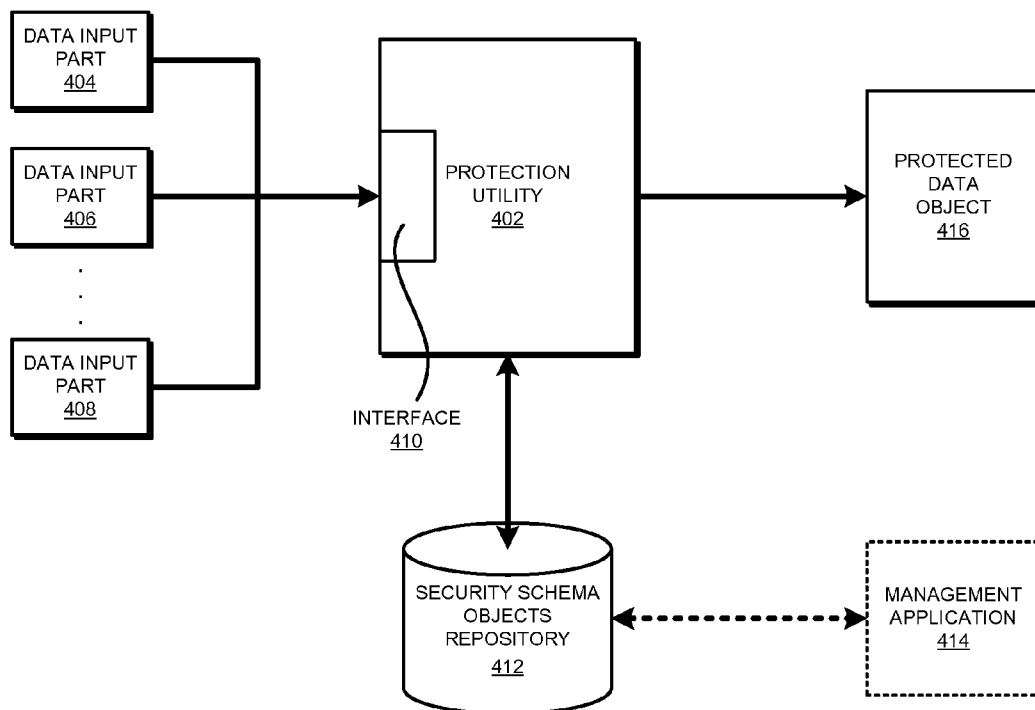 DATA INPUT
PART
404
DATA INPUT
PART
406
.
.
.
DATA INPUT
PART
408
PROTECTION
UTILITY
402
INTERFACE
410
PROTECTED
DATA
OBJECT
416
SECURITY SCHEMA
OBJECTS
REPOSITORY
412
MANAGEMENT
APPLICATION
414